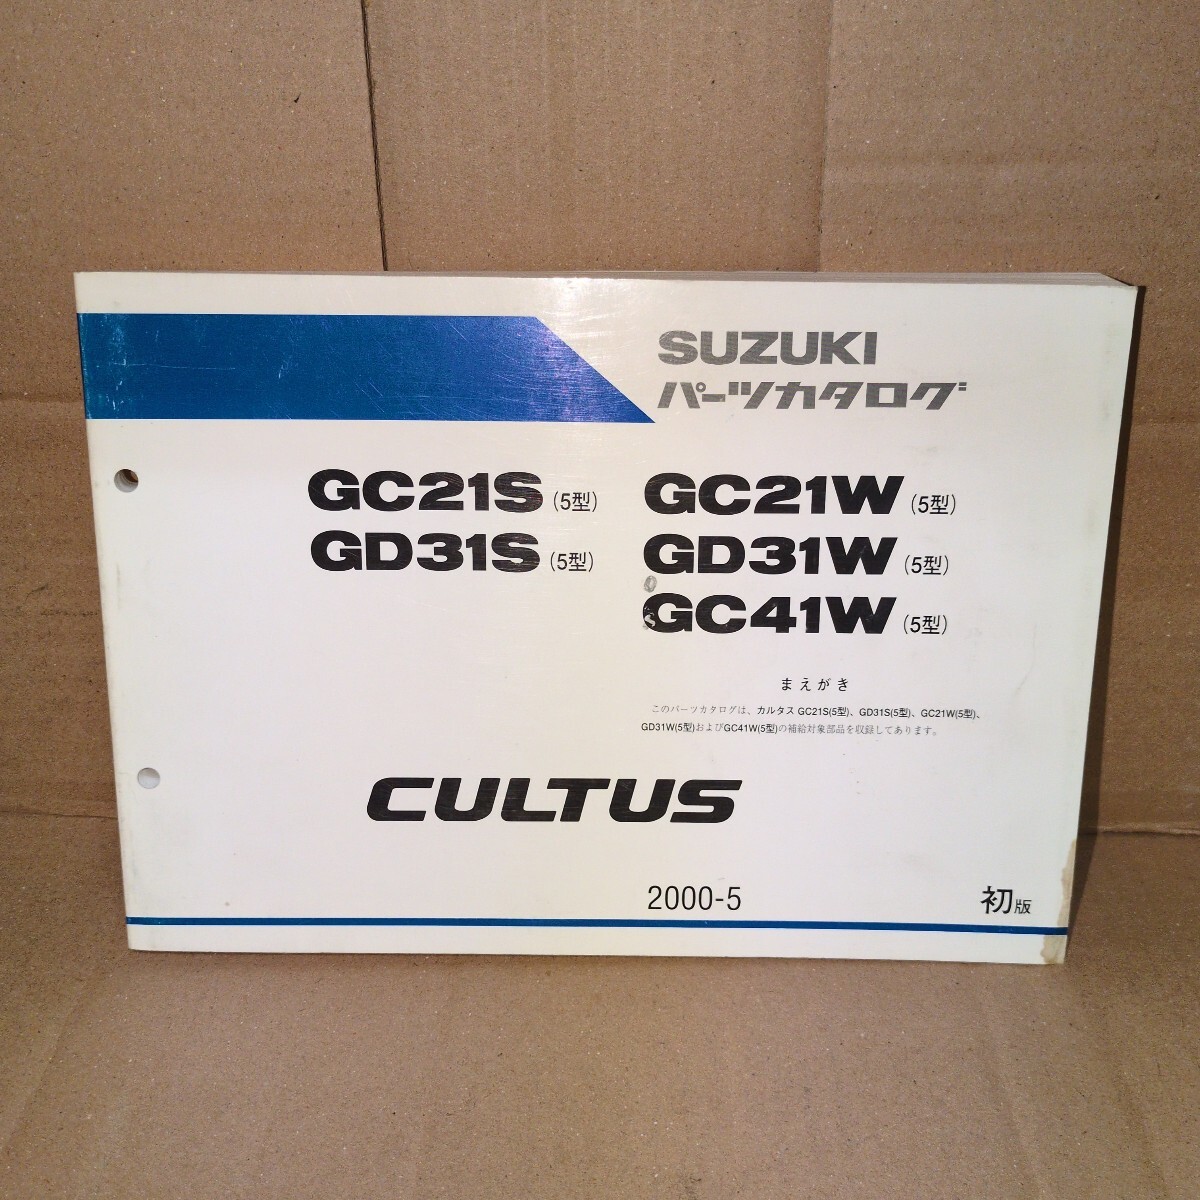 SUZUKI
パーツカタログ
GC21S(5型) GC21W(5型)
GD31S(5型) GD31W(5型)
GC41W(5型)
まえがき
このパーツカタログは、カルタス GC21S(5型)、GD31S(5型)、GC21W(5型)、
GD31W(5型)およびGC41W(5型)の補給対象部品を収録してあります。
CULTUS
2000-5 初版